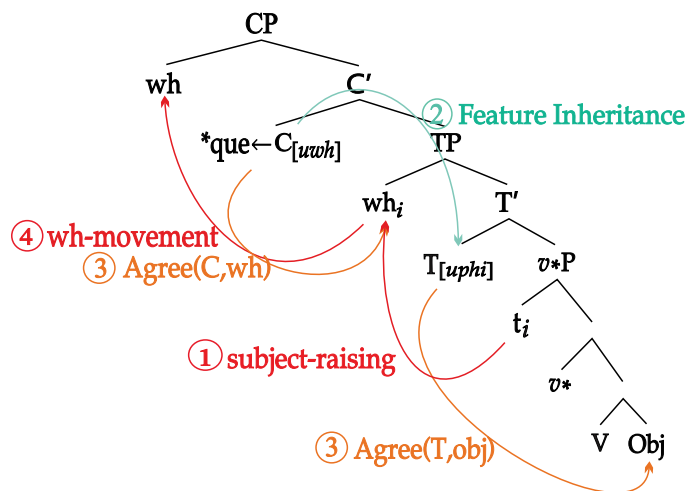 CP
wh
C′
② Feature Inheritance
*que←C[uwh]
TP
whi
T′
④ wh-movement
③ Agree(C,wh)
T[uphi]
v*P
ti
① subject-raising
v*
③ Agree(T,obj)
V
Obj